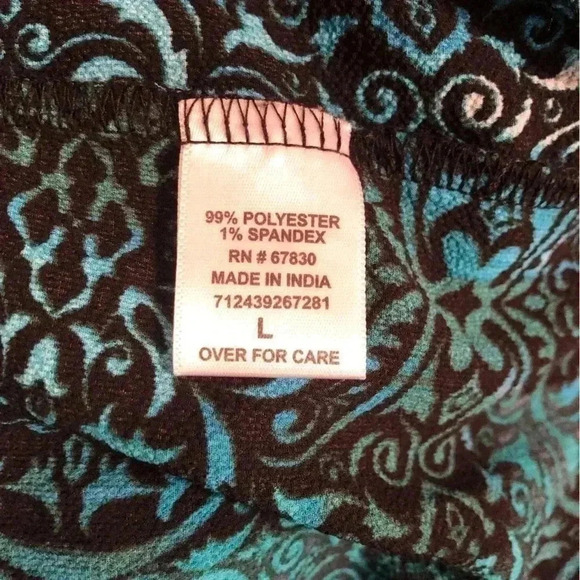 99% POLYESTER
1% SPANDEX
RN # 67830
MADE IN INDIA
712439267281
L
OVER FOR CARE